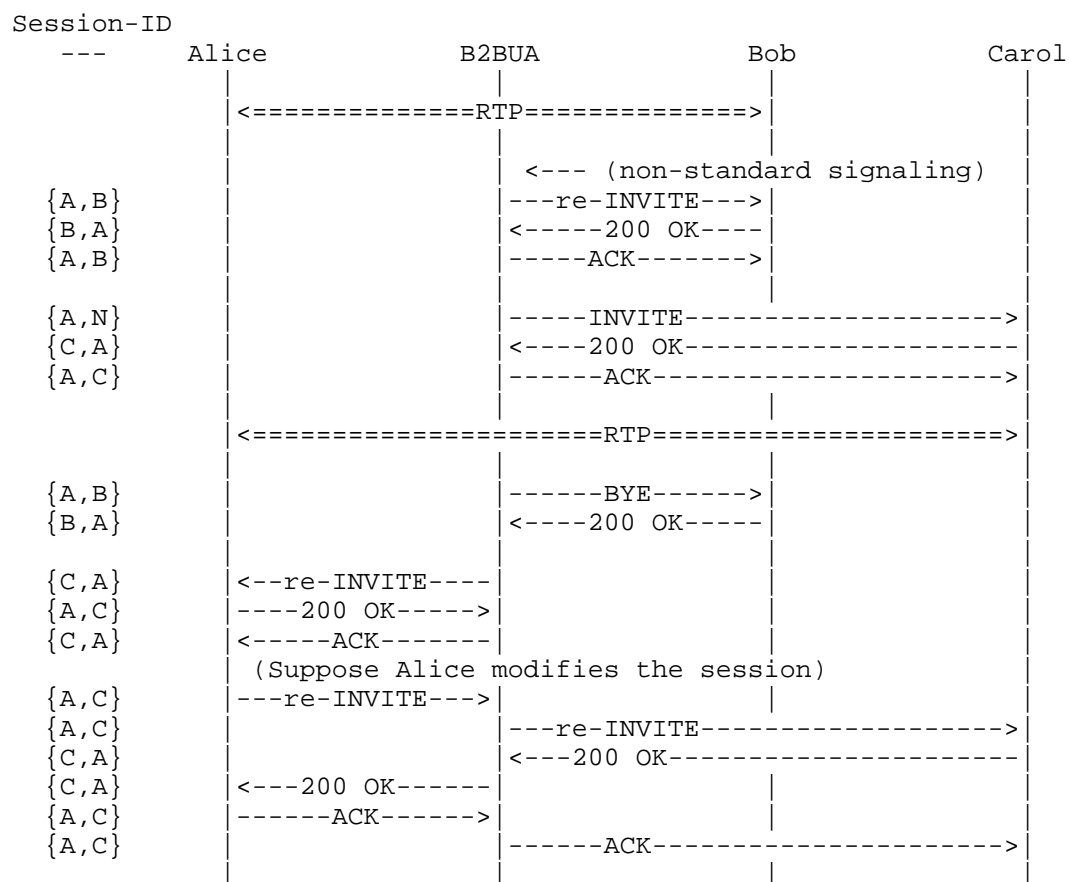 Session-ID
---     Alice            B2BUA             Bob            Carol
<==============RTP==============>
<--- (non-standard signaling)
{A,B} ---re-INVITE--->
{B,A} <-----200 OK----
{A,B} -----ACK------->
{A,N} -----INVITE-------------------->
{C,A} <----200 OK---------------------
{A,C} ------ACK---------------------->
<======================RTP======================>
{A,B} ------BYE------>
{B,A} <----200 OK-----
{C,A} <--re-INVITE----
{A,C} ----200 OK----->
{C,A} <-----ACK-------
(Suppose Alice modifies the session)
{A,C} ---re-INVITE--->
{A,C} ---re-INVITE------------------->
{C,A} <---200 OK----------------------
{C,A} <---200 OK------
{A,C} ------ACK------>
{A,C} ------ACK---------------------->